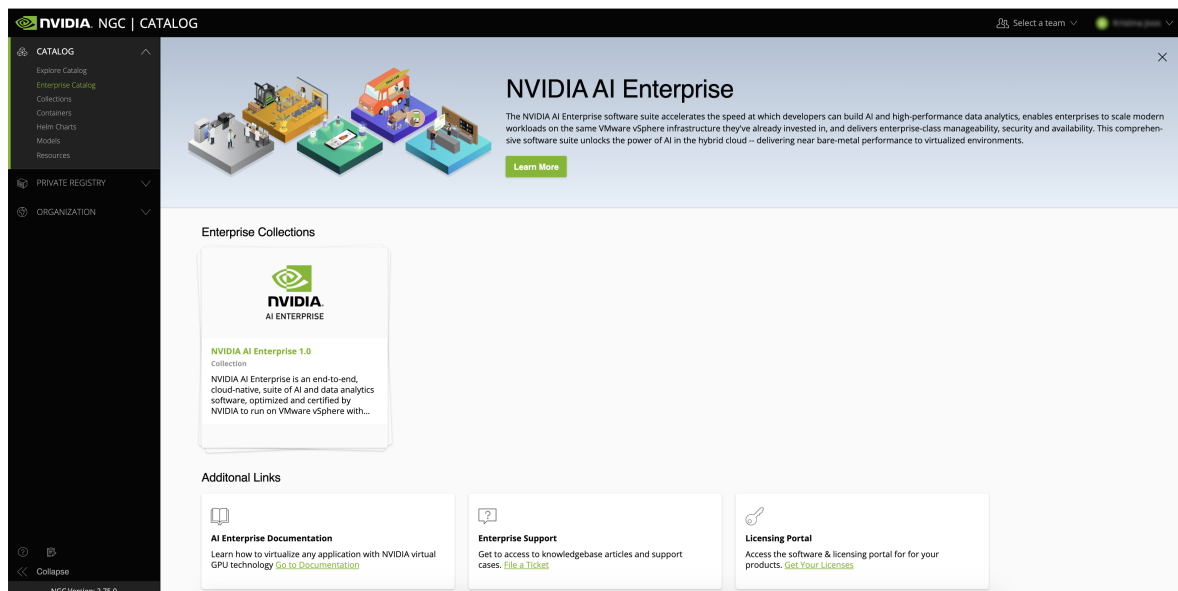 NVIDIA. NGC | CATALOG
Select a team
CATALOG
Explore Catalog
Enterprise Catalog
Collections
Containers
Helm Charts
Models
Resources
PRIVATE REGISTRY
ORGANIZATION
Collapse
NGC Version: 2.75.0
NVIDIA AI Enterprise
The NVIDIA AI Enterprise software suite accelerates the speed at which developers can build AI and high-performance data analytics, enables enterprises to scale modern
workloads on the same VMware vSphere infrastructure they've already invested in, and delivers enterprise-class manageability, security and availability. This comprehen-
sive software suite unlocks the power of AI in the hybrid cloud -- delivering near bare-metal performance to virtualized environments.
Learn More
Enterprise Collections
NVIDIA.
AI ENTERPRISE
NVIDIA AI Enterprise 1.0
Collection
NVIDIA AI Enterprise is an end-to-end,
cloud-native, suite of AI and data analytics
software, optimized and certified by
NVIDIA to run on VMware vSphere with...
Additonal Links
AI Enterprise Documentation
Learn how to virtualize any application with NVIDIA virtual
GPU technology Go to Documentation
Enterprise Support
Get to access to knowledgebase articles and support
cases. File a Ticket
Licensing Portal
Access the software & licensing portal for for your
products. Get Your Licenses